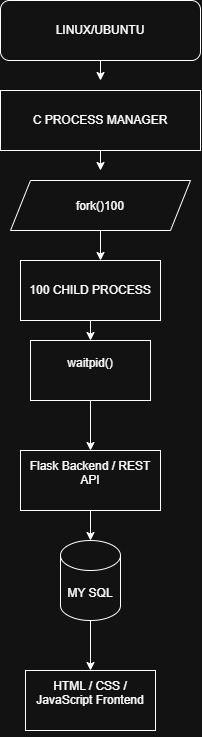 LINUX/UBUNTU
C PROCESS MANAGER
fork()100
100 CHILD PROCESS
waitpid()
Flask Backend / REST
API
MY SQL
HTML / CSS /
JavaScript Frontend